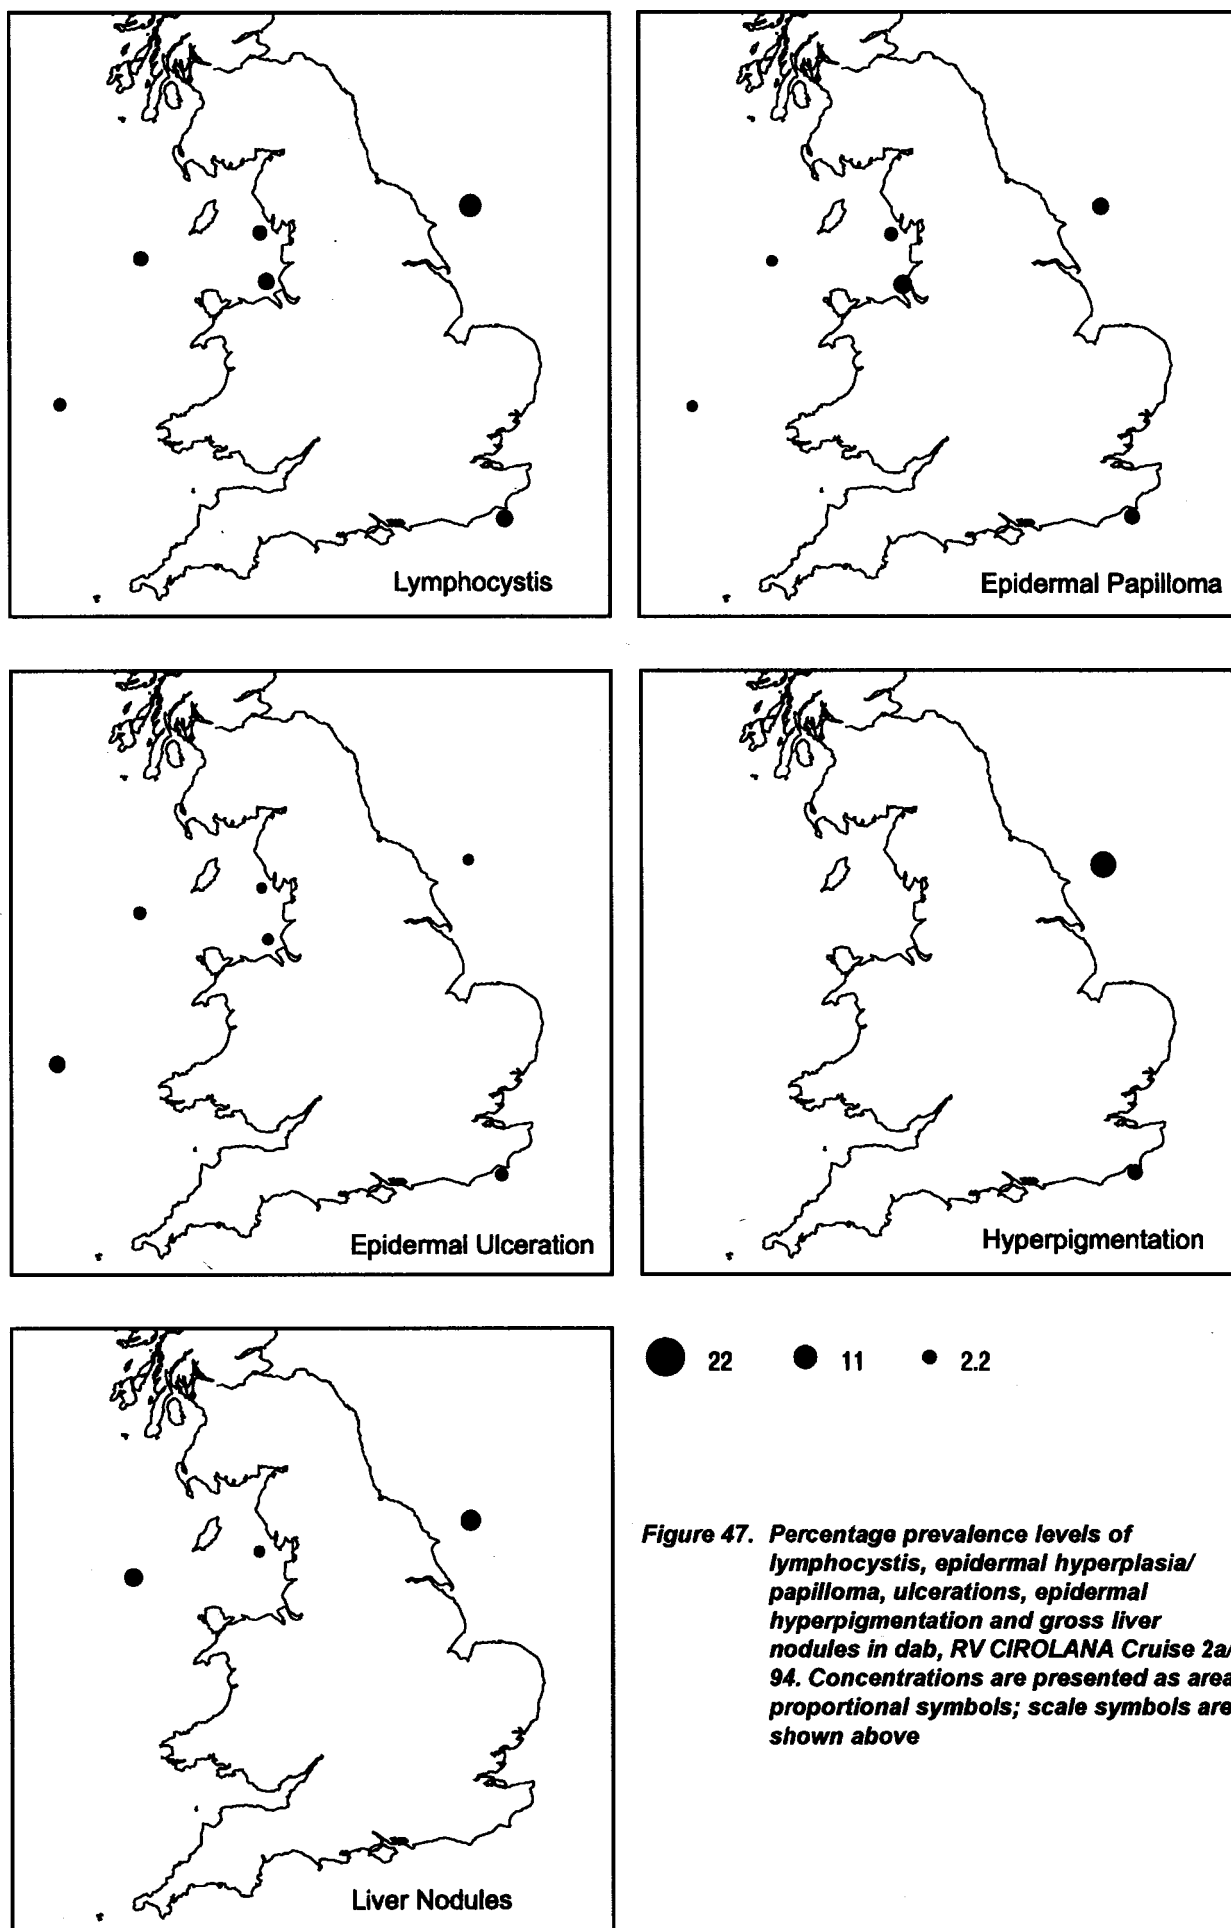 Lymphocystis
Epidermal Papilloma
Epidermal Ulceration
Hyperpigmentation
22 11 2.2
Liver Nodules
Figure 47. Percentage prevalence levels of
lymphocystis, epidermal hyperplasia/
papilloma, ulcerations, epidermal
hyperpigmentation and gross liver
nodules in dab, RV CIROLANA Cruise 2a/
94. Concentrations are presented as area
proportional symbols; scale symbols are
shown above